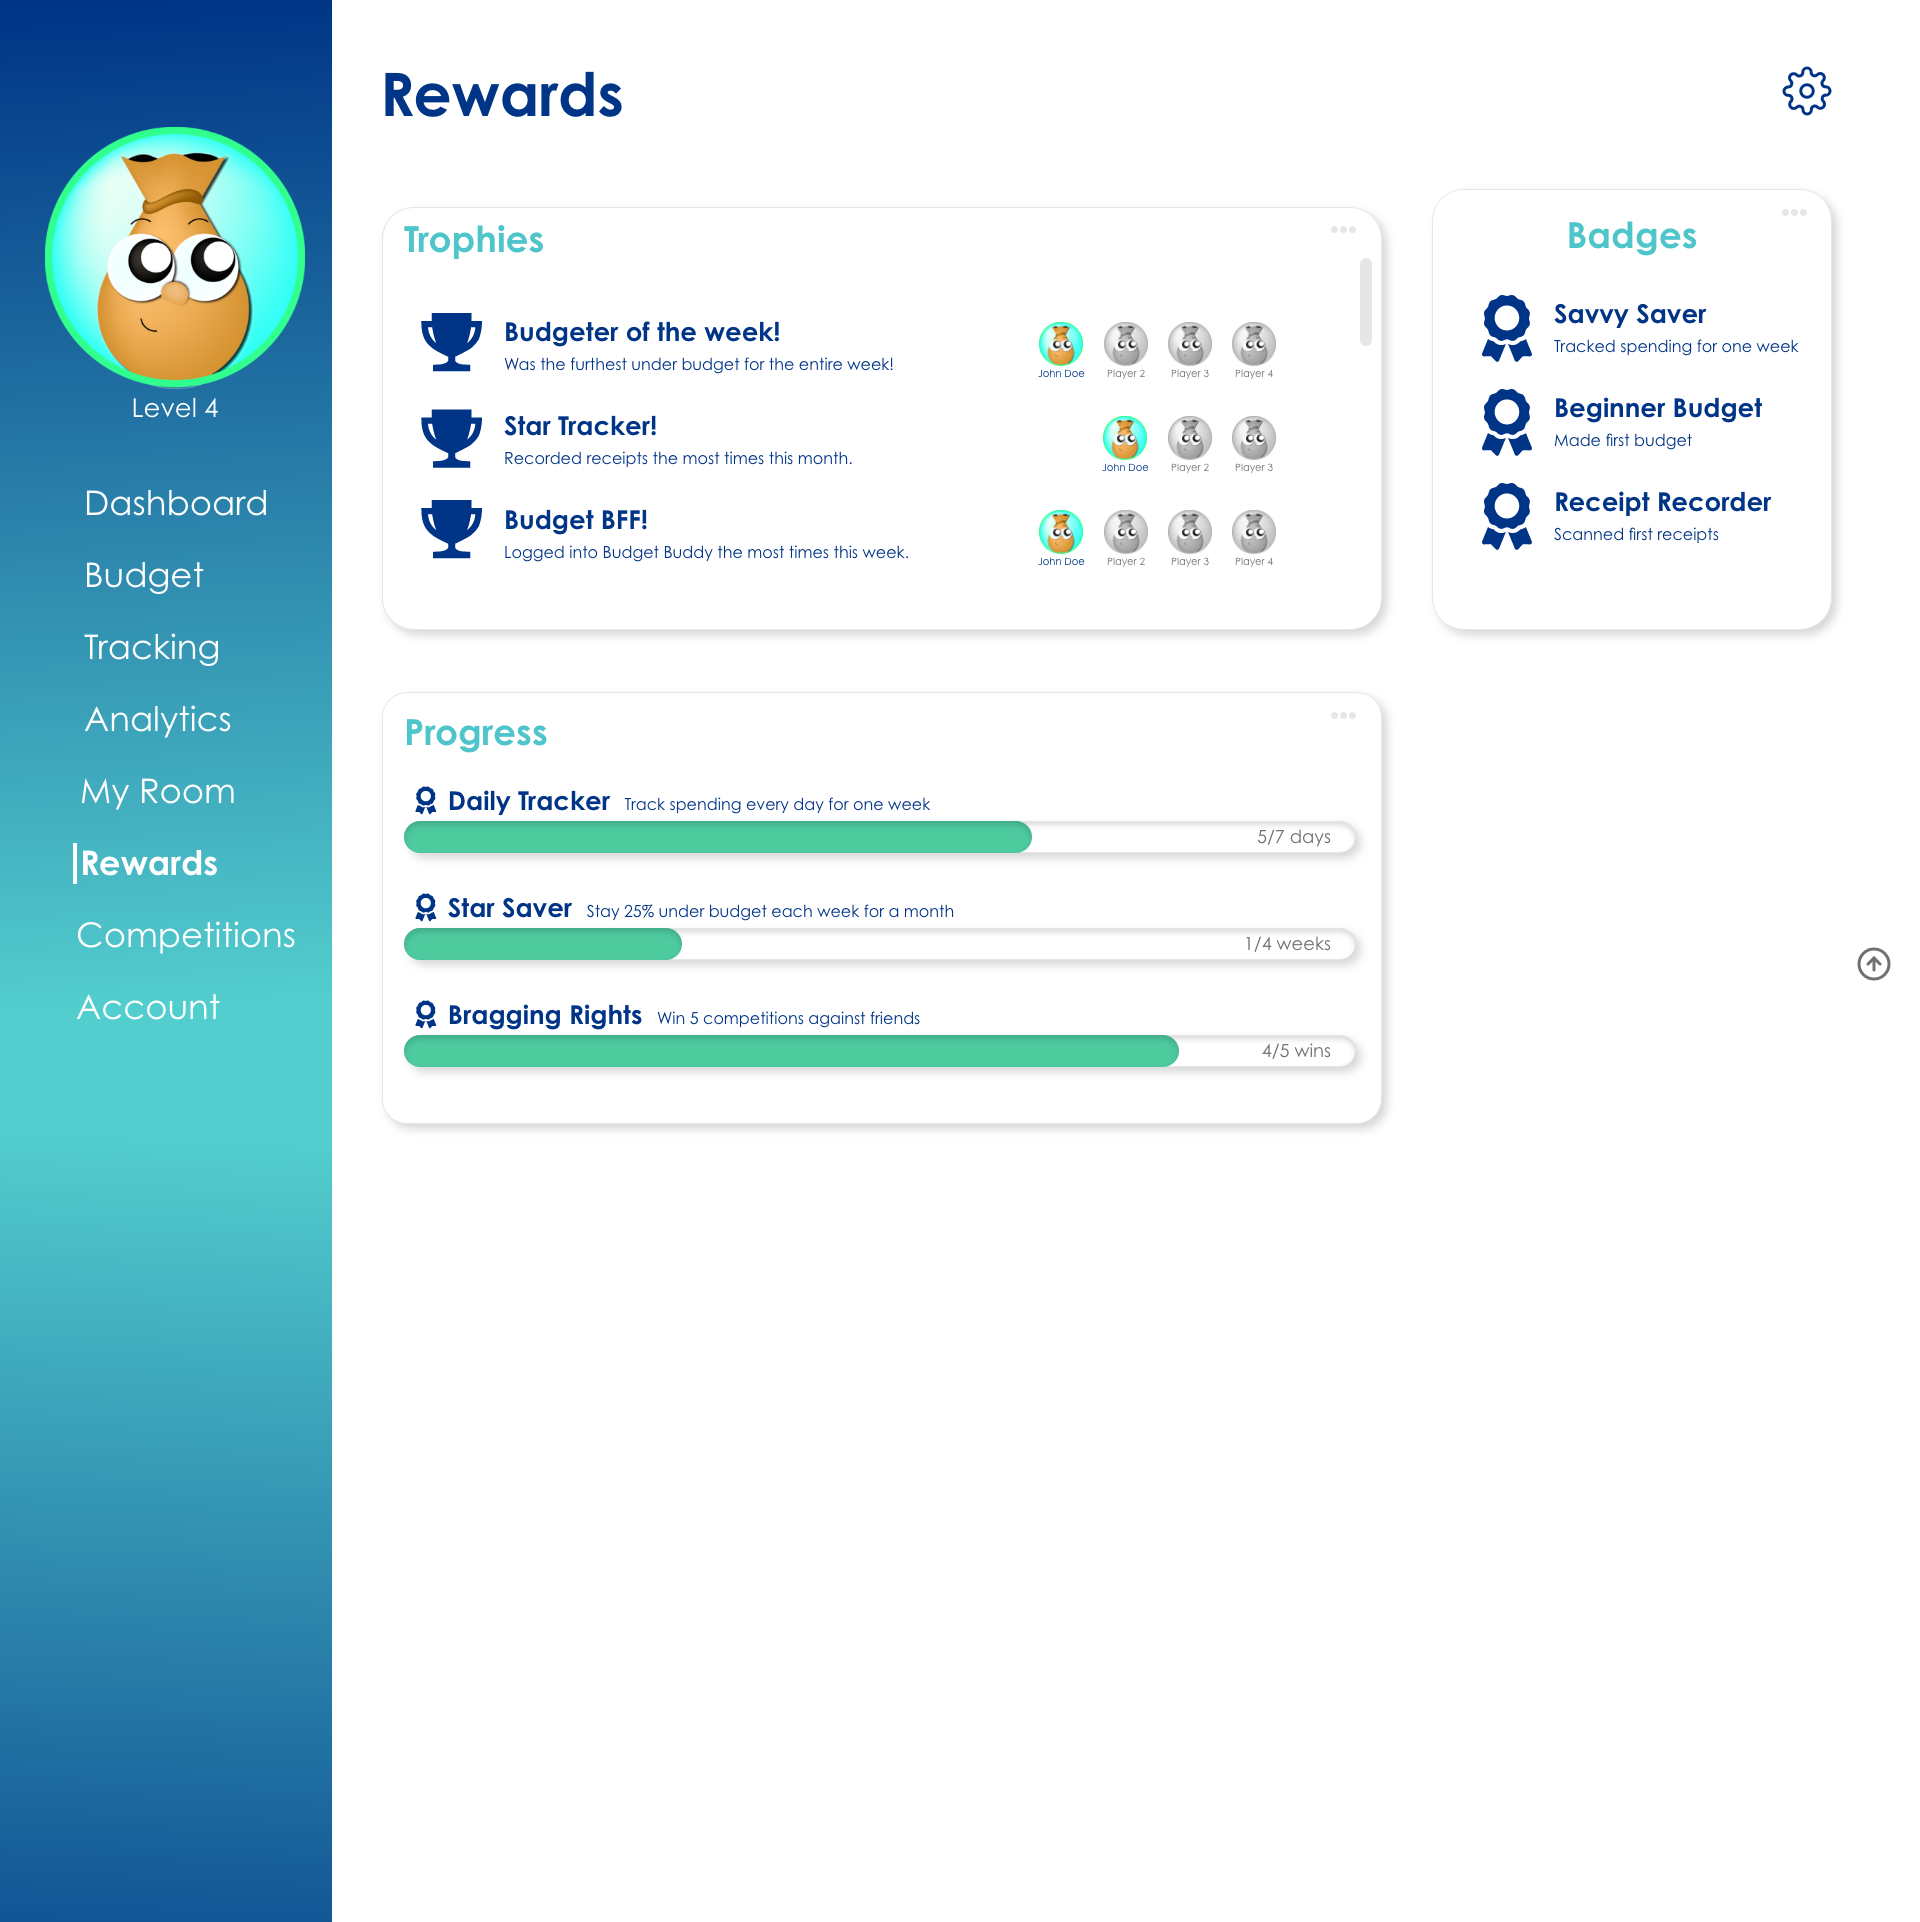 Level 4
Dashboard
Budget
Tracking
Analytics
My Room
Rewards
Competitions
Account
Rewards
Trophies
Budgeter of the week!
Was the furthest under budget for the entire week!
John Doe Player 2 Player 3 Player 4
Star Tracker!
Recorded receipts the most times this month.
John Doe Player 2 Player 3
Budget BFF!
Logged into Budget Buddy the most times this week.
John Doe Player 2 Player 3 Player 4
Badges
Savvy Saver
Tracked spending for one week
Beginner Budget
Made first budget
Receipt Recorder
Scanned first receipts
Progress
Daily Tracker Track spending every day for one week
5/7 days
Star Saver Stay 25% under budget each week for a month
1/4 weeks
Bragging Rights Win 5 competitions against friends
4/5 wins